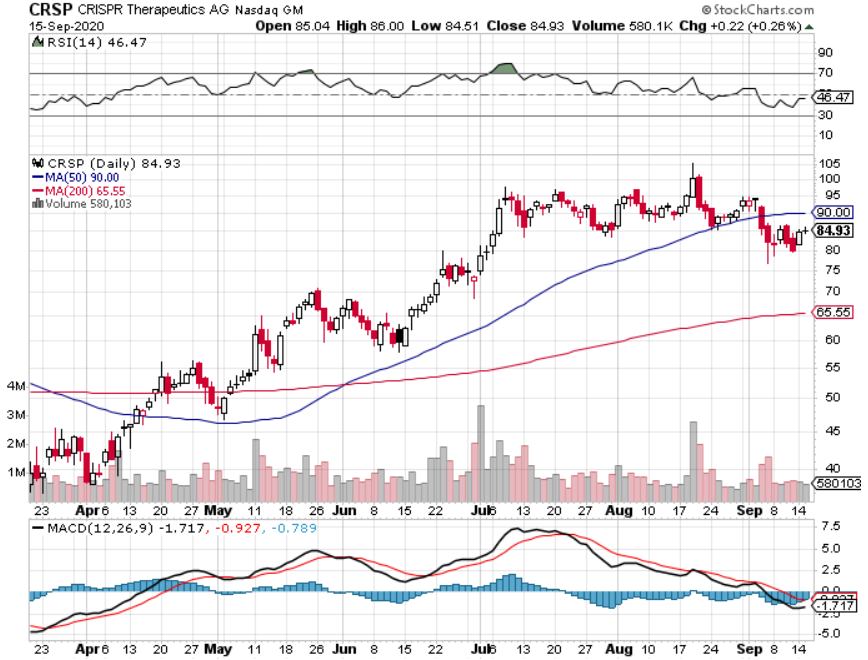 CRSP CRISPR Therapeutics AG Nasdaq GM © StockCharts.com
15-Sep-2020 Open 85.04 High 86.00 Low 84.51 Close 84.93 Volume 580.1K Chg +0.22 (+0.26%)
RSI(14) 46.47
90
70
46.47
30
10
CRSP (Daily) 84.93
MA(50) 90.00
MA(200) 65.55
Volume 580,103
105
100
95
90.00
84.93
80
75
70
65.55
60
55
50
45
40
4M
3M
2M
1M
580103
23 Apr 6 13 20 27 May 11 18 26 Jun 8 15 22 Jul 6 13 20 27 Aug 10 17 24 Sep 8 14
MACD(12,26,9) -1.717, -0.927, -0.789
7.5
5.0
2.5
0.0
-1.717
-5.0
23 Apr 6 13 20 27 May 11 18 26 Jun 8 15 22 Jul 6 13 20 27 Aug 10 17 24 Sep 8 14